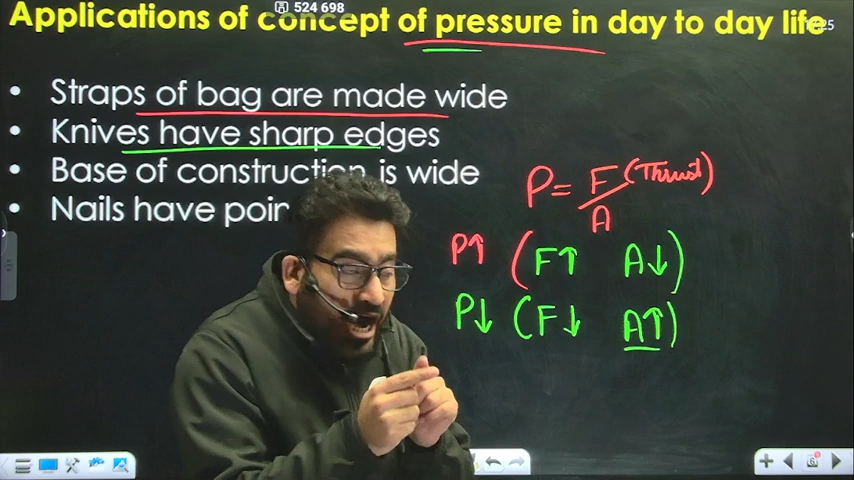 524 698
Applications of concept of pressure in day to day life
25
• Straps of bag are made wide
• Knives have sharp edges
• Base of construction is wide
• Nails have poin
P = F (Thrust)
A
P↑ (F↑ A↓)
P↓ (F↓ A↑)